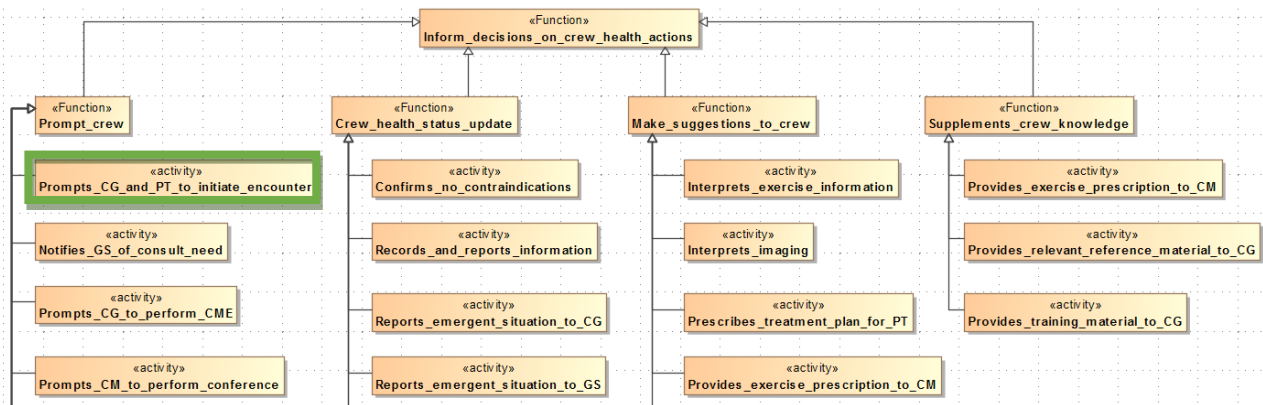 «Function»
Inform_decisions_on_crew_health_actions
«Function»
Prompt_crew
«Function»
Crew_health_status_update
«Function»
Make_suggestions_to_crew
«Function»
Supplements_crew_knowledge
«activity»
Prompts_CG_and_PT_to_initiate_encounter
«activity»
Confirms_no_contraindications
«activity»
Interprets_exercise_information
«activity»
Provides_exercise_prescription_to_CM
«activity»
Notifies_GS_of_consult_need
«activity»
Records_and_reports_information
«activity»
Interprets_imaging
«activity»
Provides_relevant_reference_material_to_CG
«activity»
Prompts_CG_to_perform_CME
«activity»
Reports_emergent_situation_to_CG
«activity»
Prescribes_treatment_plan_for_PT
«activity»
Provides_training_material_to_CG
«activity»
Prompts_CM_to_perform_conference
«activity»
Reports_emergent_situation_to_GS
«activity»
Provides_exercise_prescription_to_CM